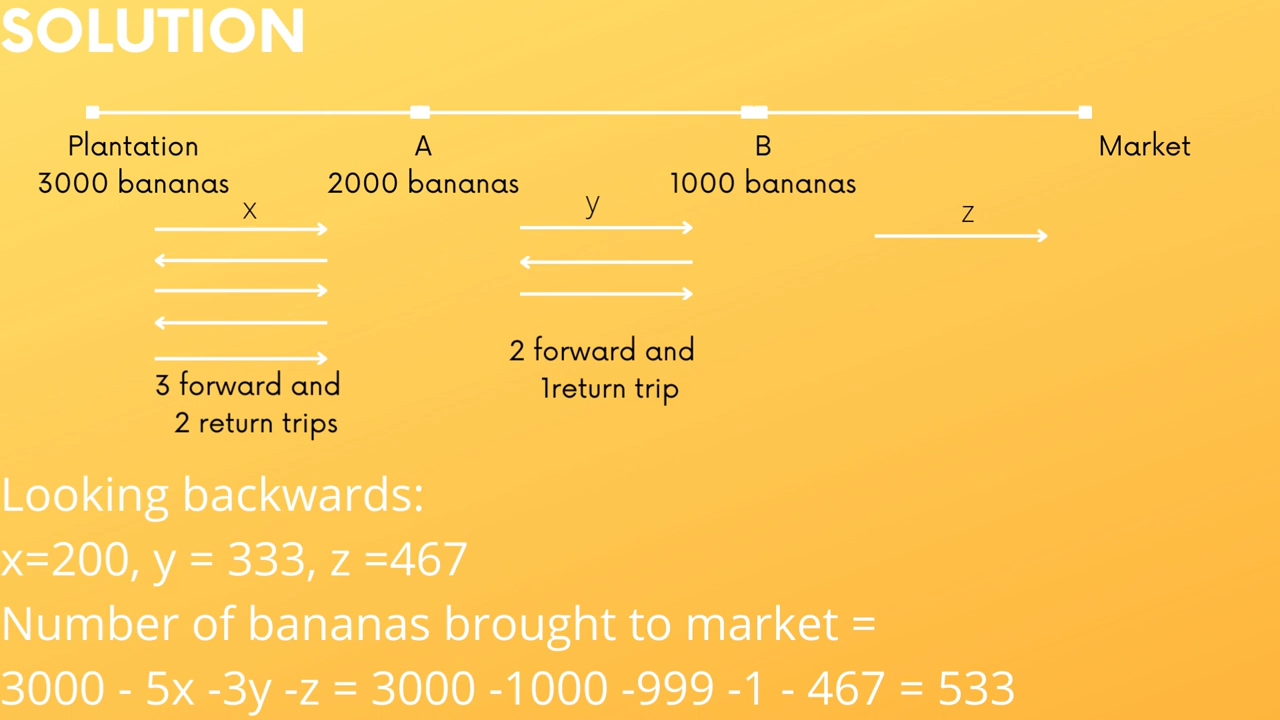 SOLUTION
Plantation A B Market
3000 bananas 2000 bananas 1000 bananas
x y z
3 forward and
2 return trips
2 forward and
1return trip
Looking backwards:
x=200, y = 333, z =467
Number of bananas brought to market =
3000 - 5x -3y -z = 3000 -1000 -999 -1 - 467 = 533